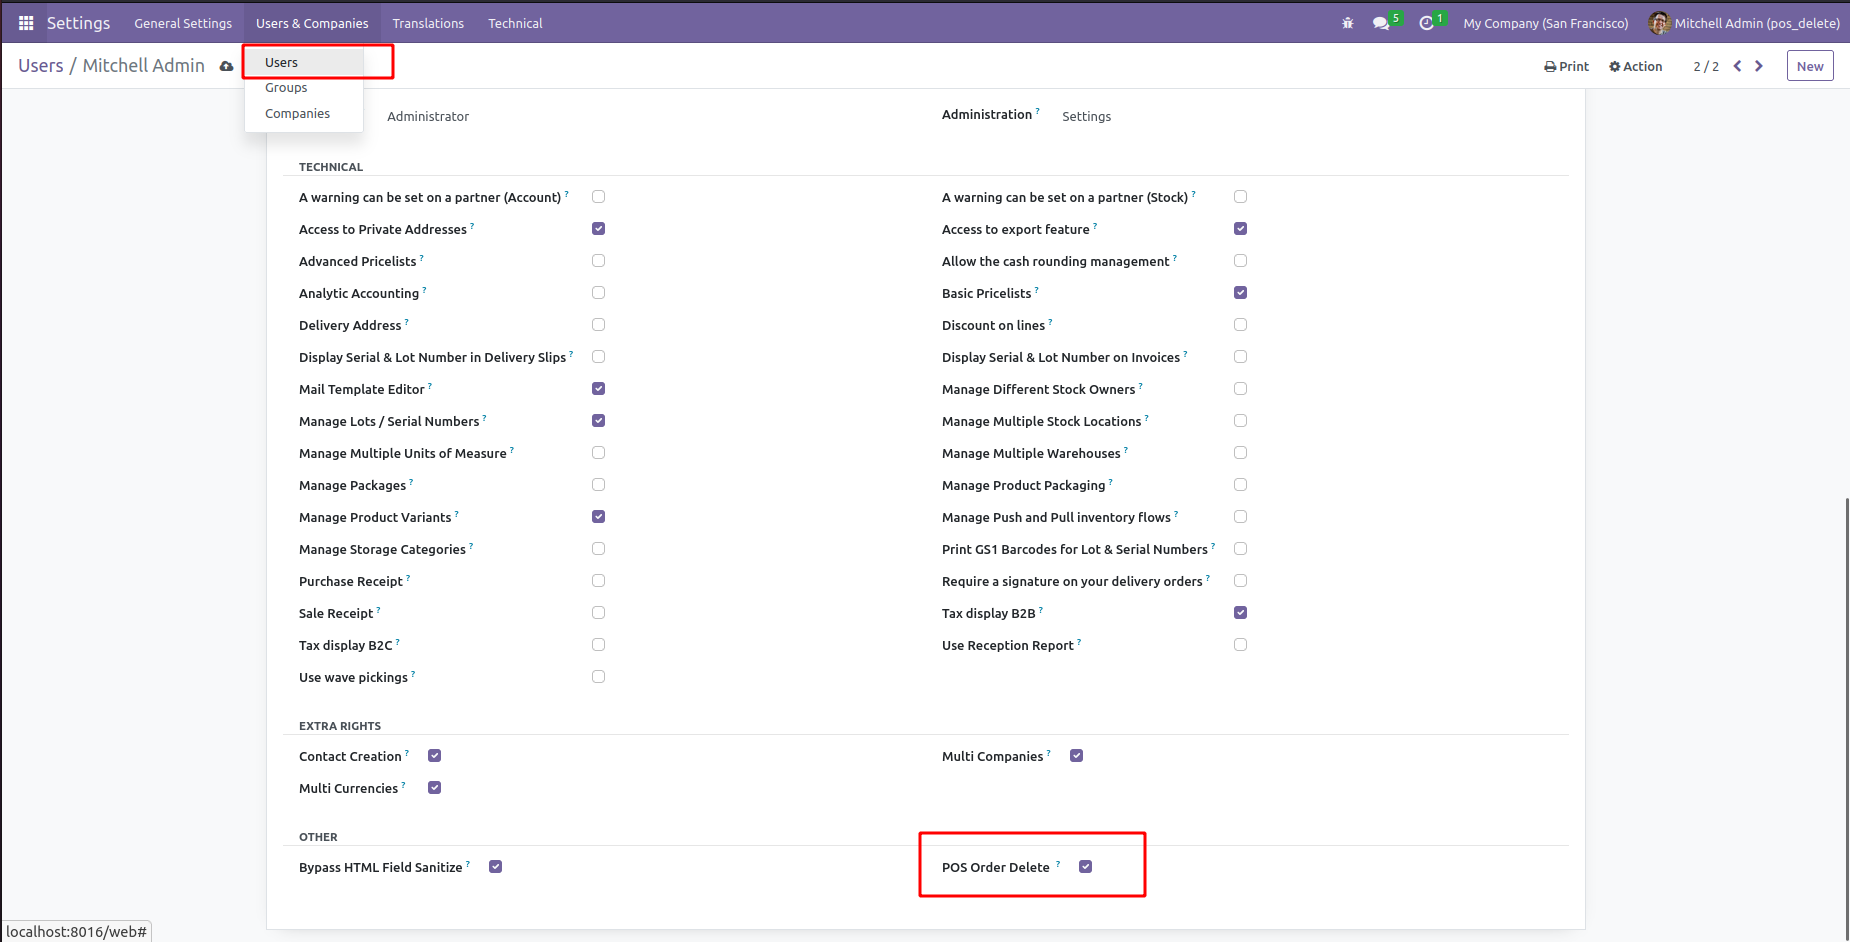 Settings General Settings Users & Companies Translations Technical 5 1 My Company (San Francisco) Mitchell Admin (pos_delete)
Users / Mitchell Admin Print Action 2 / 2 New
Users
Groups
Companies
Administrator Administration ? Settings
TECHNICAL
A warning can be set on a partner (Account) ? A warning can be set on a partner (Stock) ?
Access to Private Addresses ? Access to export feature ?
Advanced Pricelists ? Allow the cash rounding management ?
Analytic Accounting ? Basic Pricelists ?
Delivery Address ? Discount on lines ?
Display Serial & Lot Number in Delivery Slips ? Display Serial & Lot Number on Invoices ?
Mail Template Editor ? Manage Different Stock Owners ?
Manage Lots / Serial Numbers ? Manage Multiple Stock Locations ?
Manage Multiple Units of Measure ? Manage Multiple Warehouses ?
Manage Packages ? Manage Product Packaging ?
Manage Product Variants ? Manage Push and Pull inventory flows ?
Manage Storage Categories ? Print GS1 Barcodes for Lot & Serial Numbers ?
Purchase Receipt ? Require a signature on your delivery orders ?
Sale Receipt ? Tax display B2B ?
Tax display B2C ? Use Reception Report ?
Use wave pickings ?
EXTRA RIGHTS
Contact Creation ? Multi Companies ?
Multi Currencies ?
OTHER
Bypass HTML Field Sanitize ? POS Order Delete ?
localhost:8016/web#